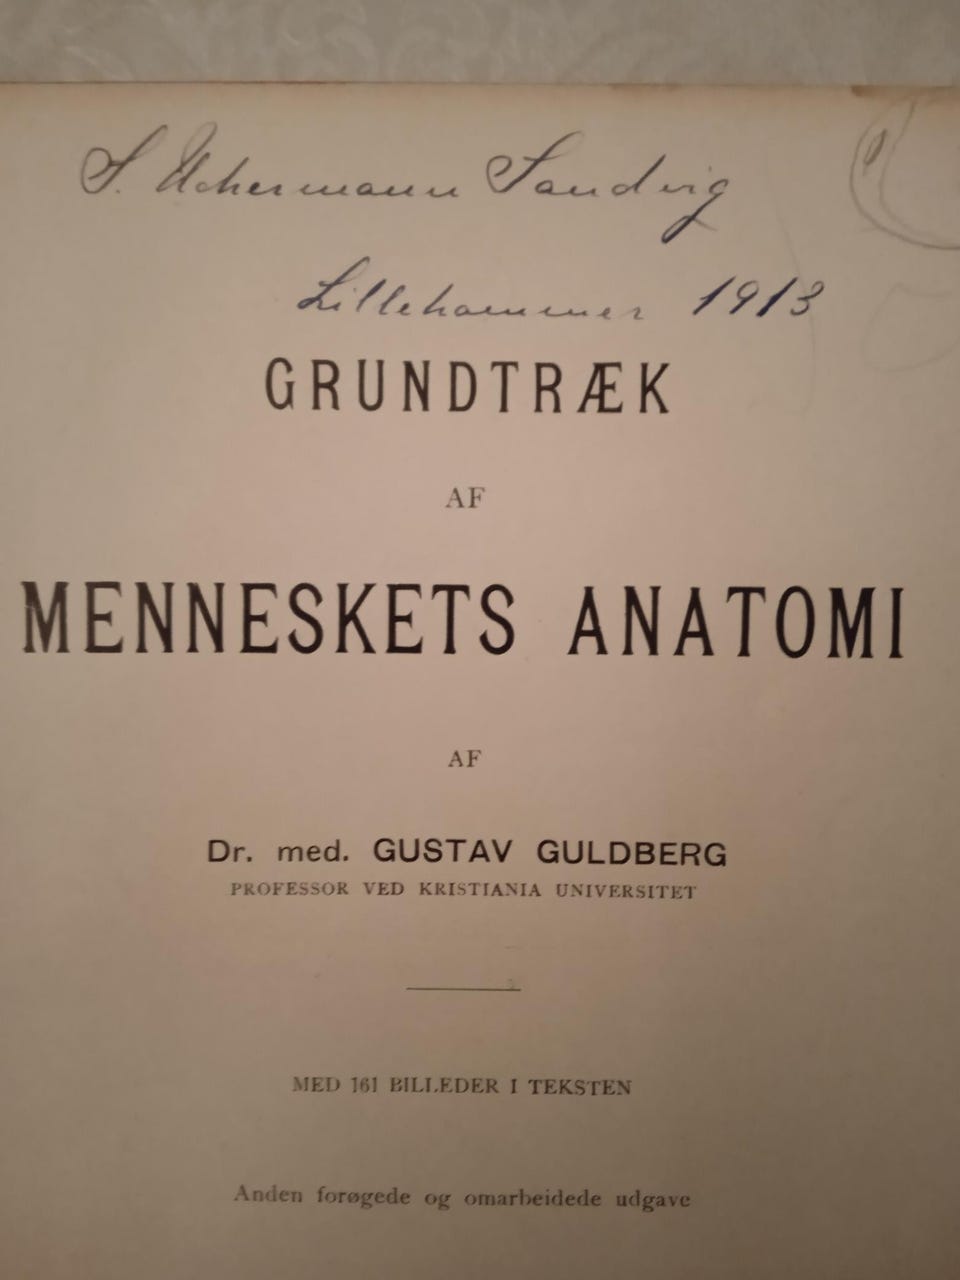 S. Ackermann Sandvig
Lillehammer 1913
GRUNDTRÆK
AF
MENNESKETS ANATOMI
AF
Dr. med. GUSTAV GULDBERG
PROFESSOR VED KRISTIANIA UNIVERSITET
MED 161 BILLEDER I TEKSTEN
Anden forøgede og omarbeidede udgave